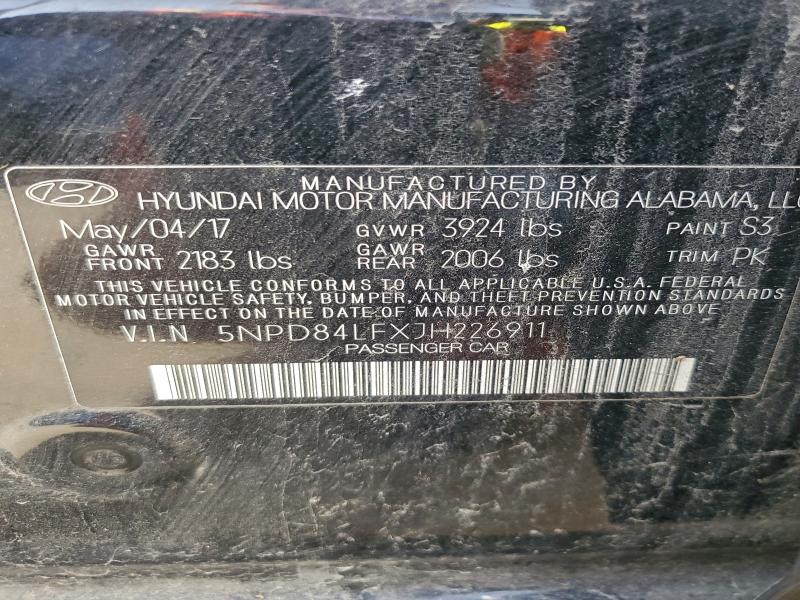 MANUFACTURED BY
HYUNDAI MOTOR MANUFACTURING ALABAMA, LLC
May/04/17 GVWR 3924 lbs PAINT S3
GAWR FRONT 2183 lbs GAWR REAR 2006 lbs TRIM PK
THIS VEHICLE CONFORMS TO ALL APPLICABLE U.S.A. FEDERAL
MOTOR VEHICLE SAFETY, BUMPER, AND THEFT PREVENTION STANDARDS
IN EFFECT ON THE DATE OF MANUFACTURE SHOWN ABOVE
V.I.N 5NPD84LFXJH226911
PASSENGER CAR